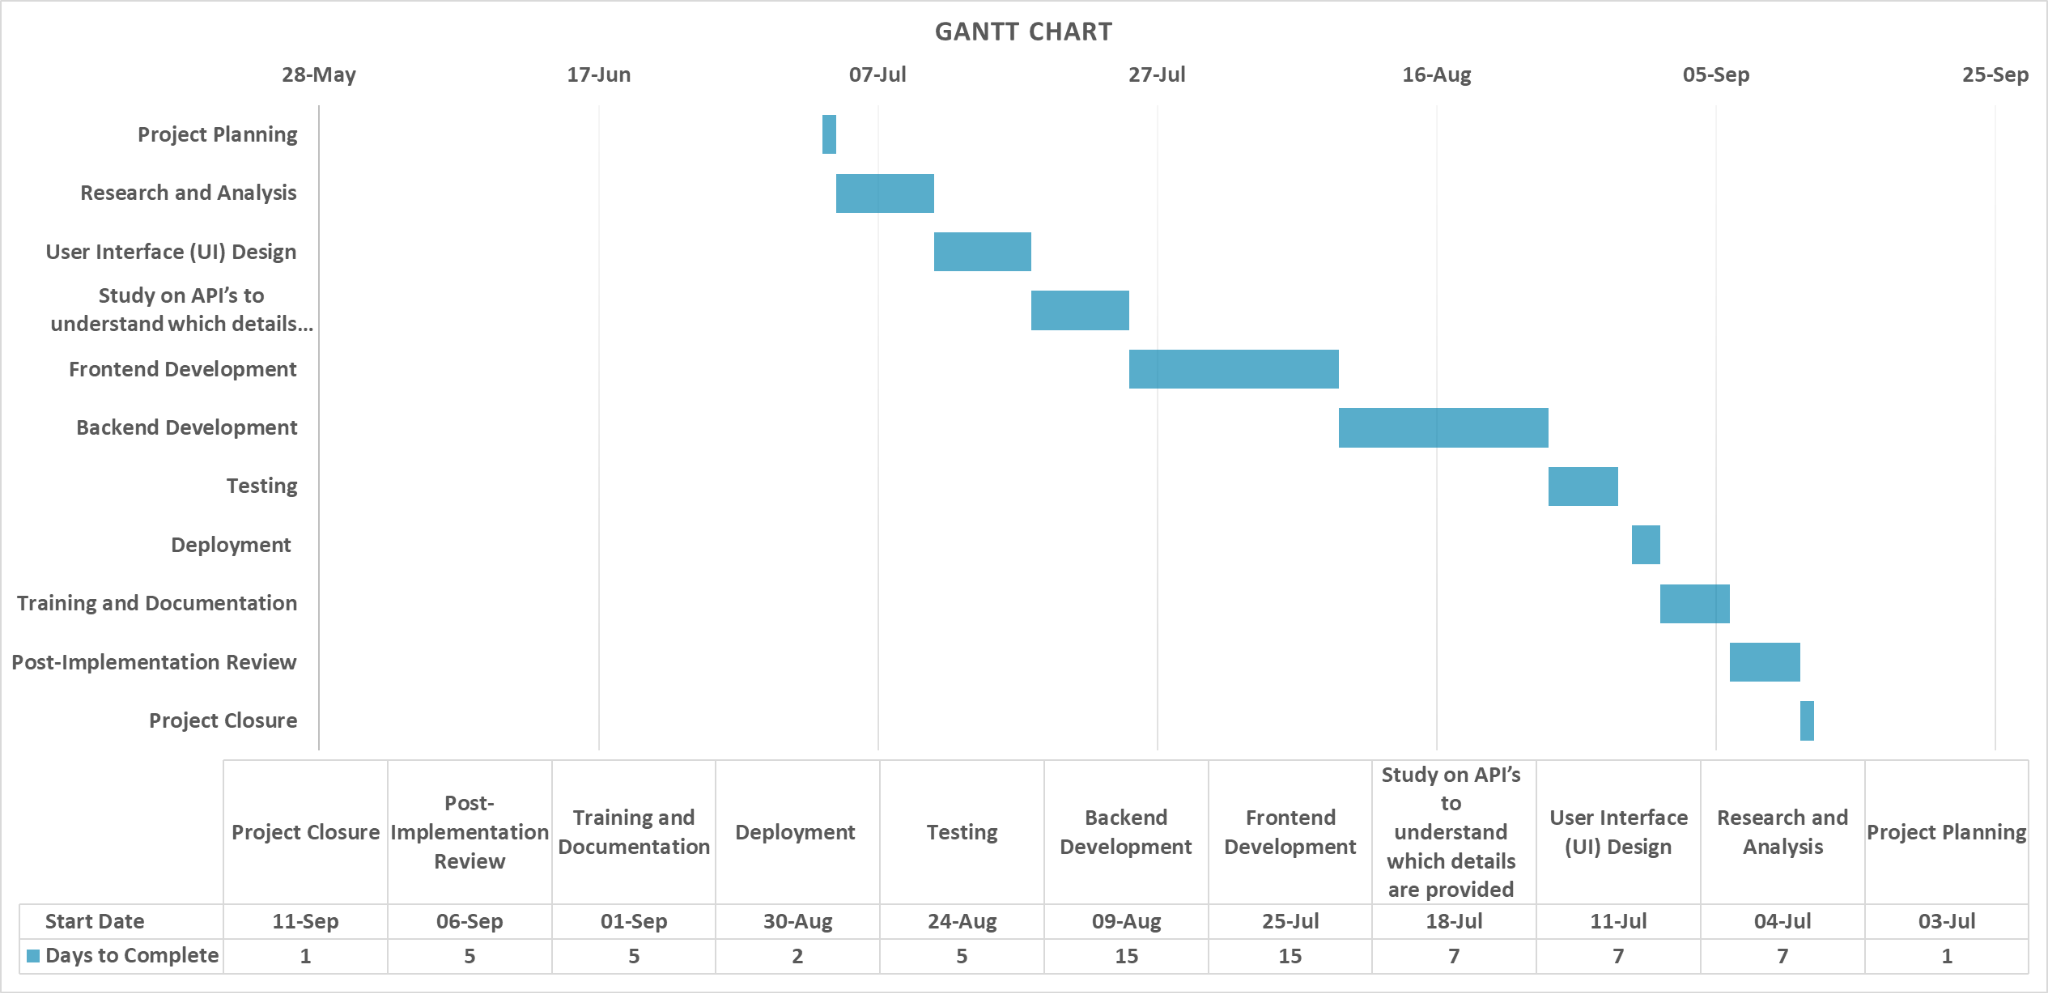 GANTT CHART
28-May 17-Jun 07-Jul 27-Jul 16-Aug 05-Sep 25-Sep
Project Planning
Research and Analysis
User Interface (UI) Design
Study on API’s to
understand which details...
Frontend Development
Backend Development
Testing
Deployment
Training and Documentation
Post-Implementation Review
Project Closure
Project Closure
Post-
Implementation
Review
Training and
Documentation
Deployment
Testing
Backend
Development
Frontend
Development
Study on API’s
to
understand
which details
are provided
User Interface
(UI) Design
Research and
Analysis
Project Planning
Start Date 11-Sep 06-Sep 01-Sep 30-Aug 24-Aug 09-Aug 25-Jul 18-Jul 11-Jul 04-Jul 03-Jul
Days to Complete 1 5 5 2 5 15 15 7 7 7 1